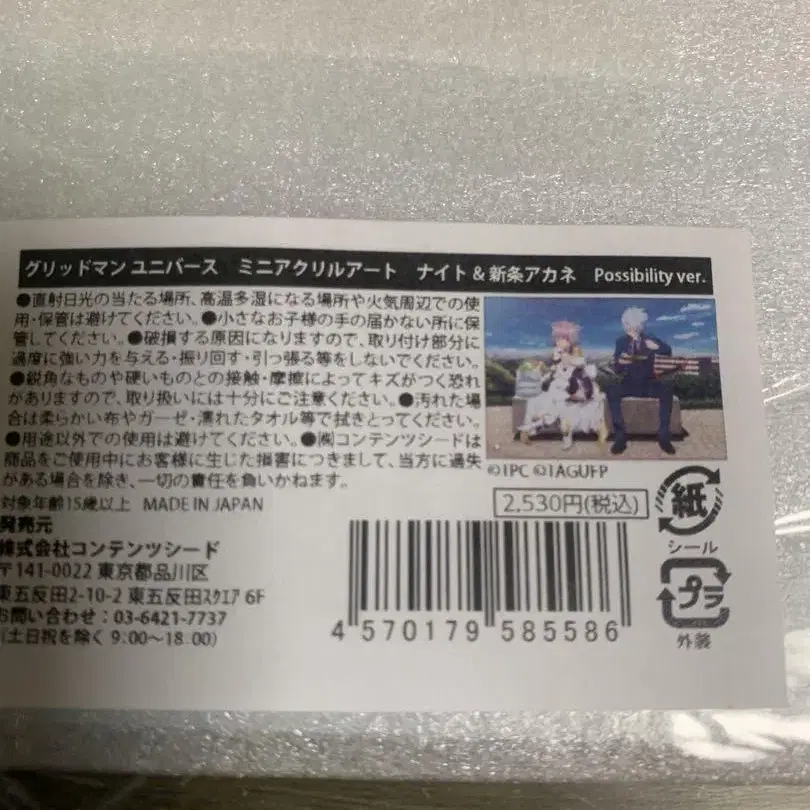 グリッドマン ユニバース　ミニアクリルアート　ナイト & 新条アカネ　Possibility ver.
●直射日光の当たる場所、高温多湿になる場所や火気周辺での使
用・保管は避けてください。●小さなお子様の手の届かない所に保
管してください。●破損する原因になりますので、取り付け部分に
過度に強い力を与える・振り回す・引っ張る等をしないでください。
●鋭角なものや硬いものとの接触・摩擦によってキズがつく恐れ
がありますので、取り扱いには十分にご注意ください。●汚れた場
合は柔らかい布やガーゼ・濡れたタオル等で拭きとってください。
●用途以外での使用は避けてください。●㈱コンテンツシードは
商品をご使用中にお客様に生じた損害につきまして、当方に過失
がある場合を除き、一切の責任を負いかねます。
対象年齢15歳以上　MADE IN JAPAN
発売元
株式会社コンテンツシード
〒141-0022 東京都品川区
東五反田2-10-2 東五反田ｽｸｴｱ 6F
お問い合わせ：03-6421-7737
(土日祝を除く 9:00～18:00)
©1PC ©1AGUFP
2,530円(税込)
4 570179 585586
紙
シール
プラ
外装